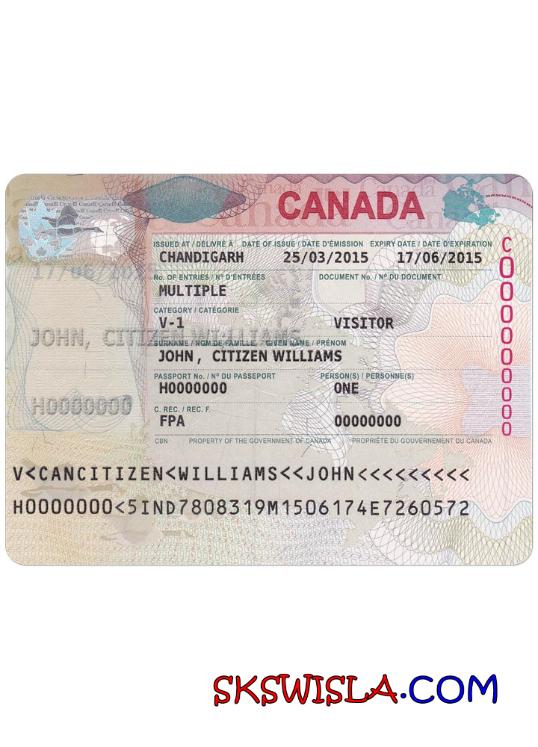 CANADA
ISSUED AT / DÉLIVRÉ À DATE OF ISSUE / DATE D'ÉMISSION EXPIRY DATE / DATE D'EXPIRATION
CHANDIGARH 25/03/2015 17/06/2015
17/06/2015
No. OF ENTRIES / Nº D'ENTRÉES DOCUMENT No. / Nº DU DOCUMENT
MULTIPLE
CATEGORY / CATÉGORIE
V-1 VISITOR
JOHN, CITIZEN WILLIAMS
SURNAME / NOM DE FAMILLE GIVEN NAME / PRÉNOM
JOHN, CITIZEN WILLIAMS
PASSPORT No. / Nº DU PASSEPORT PERSON(S) / PERSONNE(S)
H0000000 ONE
H0000000
C. REC. / REC. F.
FPA 00000000
CBN PROPERTY OF THE GOVERNMENT OF CANADA PROPRIÉTÉ DU GOUVERNEMENT DU CANADA
C000000000
V<CANCITIZEN<WILLIAMS<<JOHN<<<<<<<<<
H0000000<5IND7808319M1506174E7260572
SKSWISLA.COM